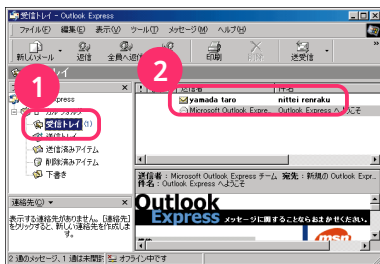 受信トレイ - Outlook Express
ファイル(F) 編集(E) 表示(V) ツール(T) メッセージ(M) ヘルプ(H)
新しいメール 返信 全員へ返信 印刷 削除 送受信
1
2
トレイ
Express
件名
受信トレイ (1)
送信トレイ
送信済みアイテム
削除済みアイテム
下書き
yamada taro nittei renraku
Microsoft Outlook Expre... Outlook Express へようこそ
連絡先(C)
表示する連絡先がありません。[連絡先]
をクリックすると、新しい連絡先を作成しま
す。
送信者: Microsoft Outlook Express チーム 宛先: 新規の Outlook Expr...
件名: Outlook Express へようこそ
Outlook
Express メッセージに関することならおまかせください。
msn
2 通のメッセージ、1 通は未開封 オフライン中です